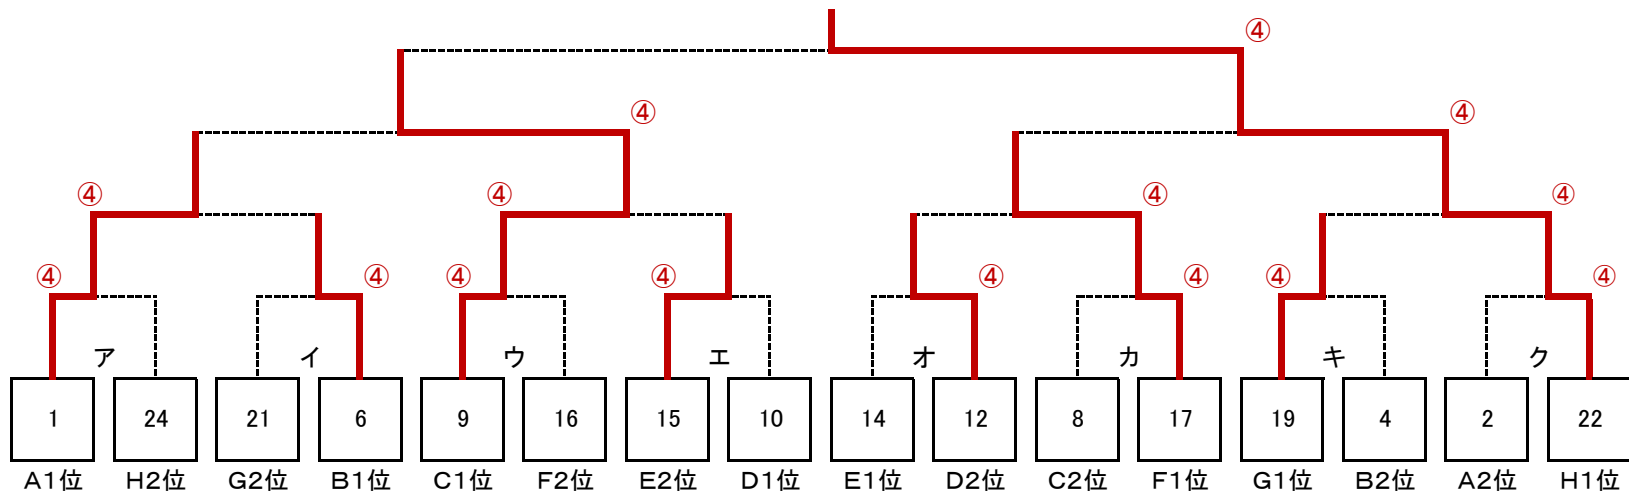 ④
④ ④
④ ④ ④ ④
④ ④ ④ ④ ④ ④ ④ ④
ア イ ウ エ オ カ キ ク
1 24 21 6 9 16 15 10 14 12 8 17 19 4 2 22
A1位 H2位 G2位 B1位 C1位 F2位 E2位 D1位 E1位 D2位 C2位 F1位 G1位 B2位 A2位 H1位